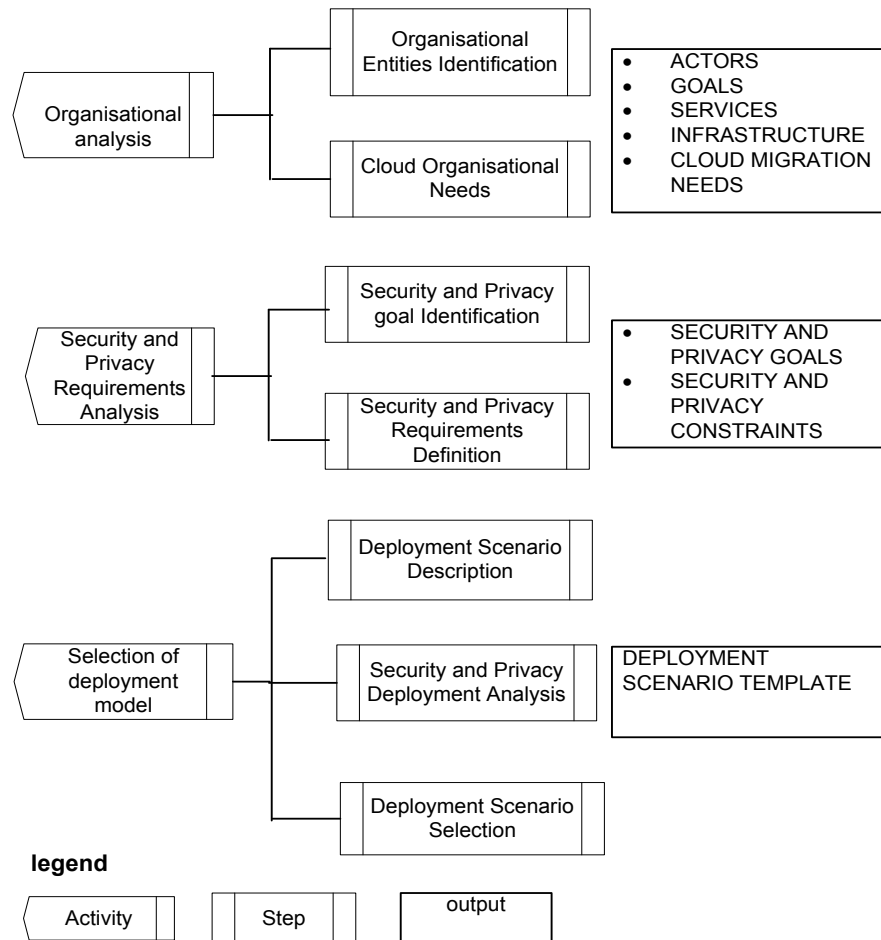 Organisational
analysis
Organisational
Entities Identification
Cloud Organisational
Needs
• ACTORS
• GOALS
• SERVICES
• INFRASTRUCTURE
• CLOUD MIGRATION
NEEDS
Security and
Privacy
Requirements
Analysis
Security and Privacy
goal Identification
Security and Privacy
Requirements
Definition
• SECURITY AND
PRIVACY GOALS
• SECURITY AND
PRIVACY
CONSTRAINTS
Selection of
deployment
model
Deployment Scenario
Description
Security and Privacy
Deployment Analysis
Deployment Scenario
Selection
DEPLOYMENT
SCENARIO TEMPLATE
legend
Activity
Step
output